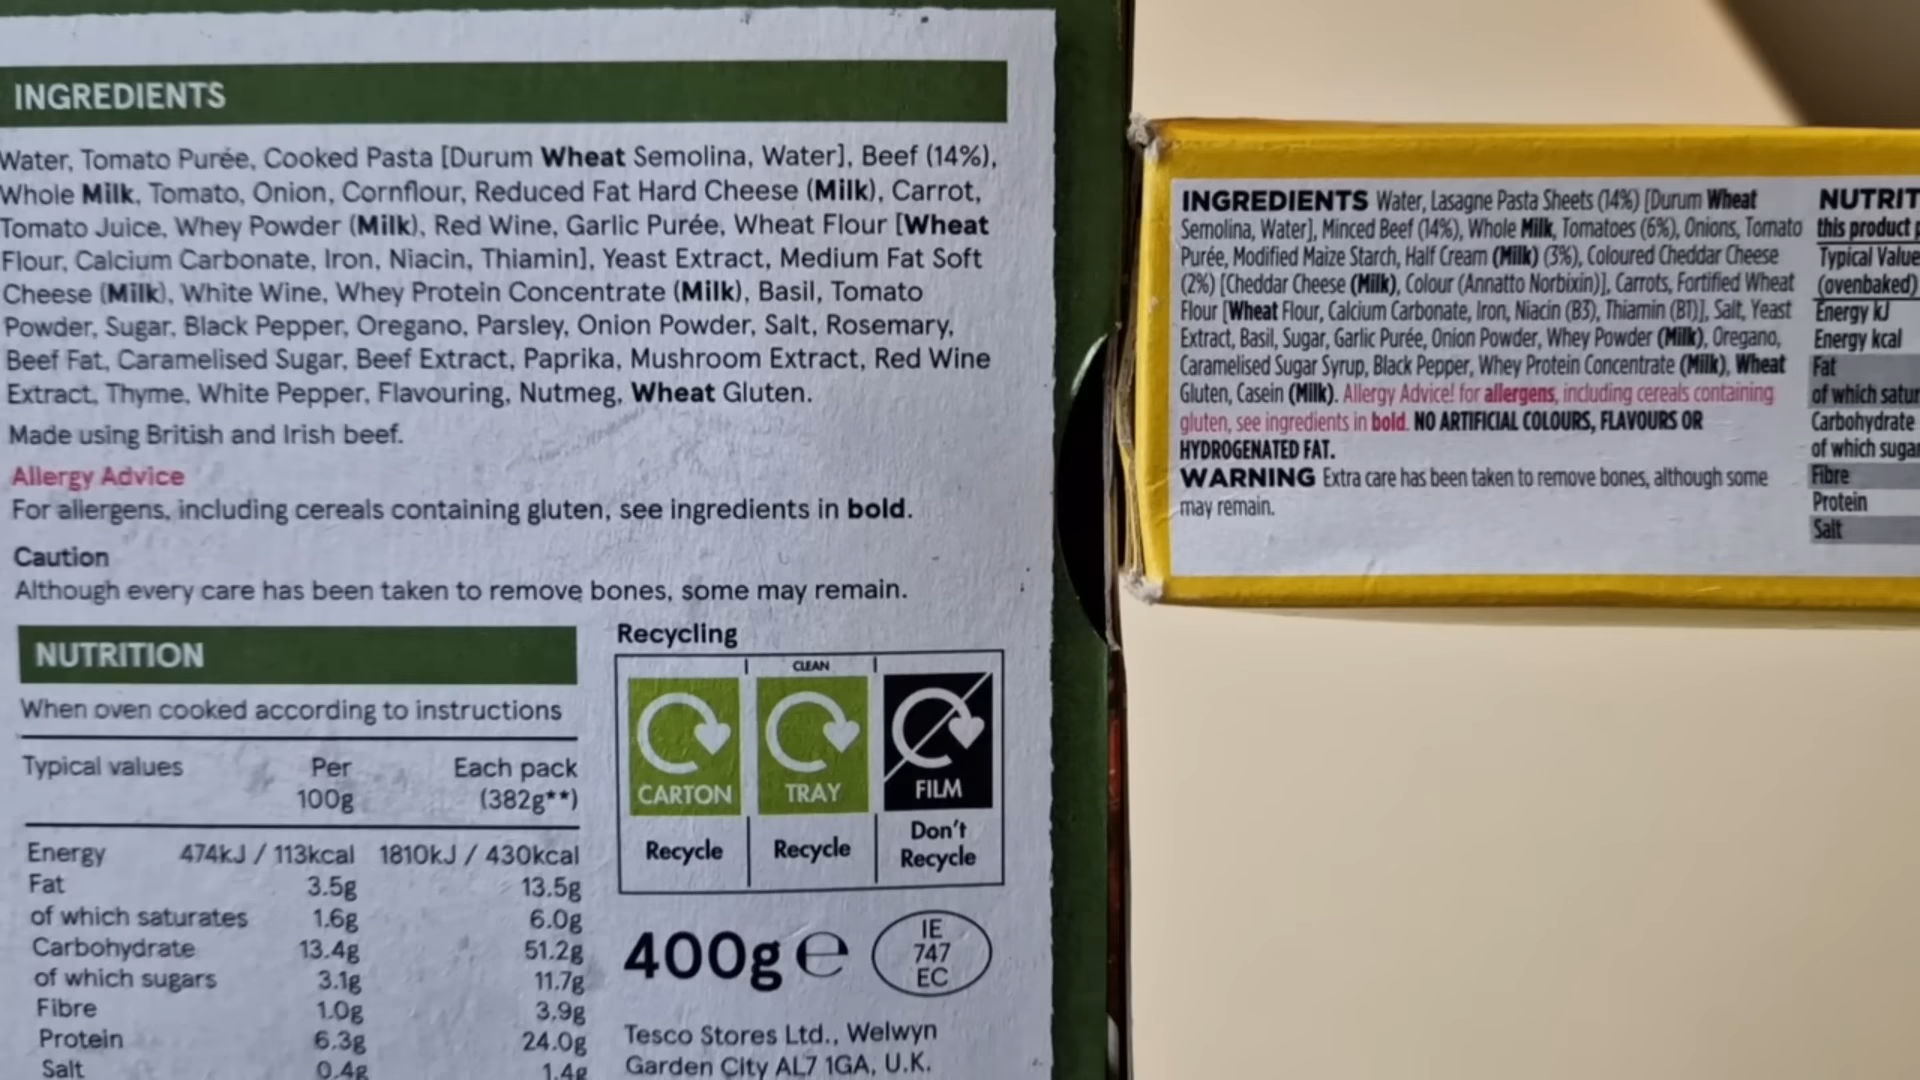 INGREDIENTS
Water, Tomato Purée, Cooked Pasta [Durum Wheat Semolina, Water], Beef (14%),
Whole Milk, Tomato, Onion, Cornflour, Reduced Fat Hard Cheese (Milk), Carrot,
Tomato Juice, Whey Powder (Milk), Red Wine, Garlic Purée, Wheat Flour [Wheat
Flour, Calcium Carbonate, Iron, Niacin, Thiamin], Yeast Extract, Medium Fat Soft
Cheese (Milk), White Wine, Whey Protein Concentrate (Milk), Basil, Tomato
Powder, Sugar, Black Pepper, Oregano, Parsley, Onion Powder, Salt, Rosemary,
Beef Fat, Caramelised Sugar, Beef Extract, Paprika, Mushroom Extract, Red Wine
Extract, Thyme, White Pepper, Flavouring, Nutmeg, Wheat Gluten.
Made using British and Irish beef.
Allergy Advice
For allergens, including cereals containing gluten, see ingredients in bold.
Caution
Although every care has been taken to remove bones, some may remain.
NUTRITION
When oven cooked according to instructions
Typical values Per 100g Each pack (382g**)
Energy 474kJ / 113kcal 1810kJ / 430kcal
Fat 3.5g 13.5g
of which saturates 1.6g 6.0g
Carbohydrate 13.4g 51.2g
of which sugars 3.1g 11.7g
Fibre 1.0g 3.9g
Protein 6.3g 24.0g
Salt 0.4g 1.4g
Recycling
CLEAN
CARTON TRAY FILM
Recycle Recycle Don't Recycle
400g e
IE
747
EC
Tesco Stores Ltd., Welwyn
Garden City AL7 1GA, U.K.
INGREDIENTS Water, Lasagne Pasta Sheets (14%) [Durum Wheat
Semolina, Water], Minced Beef (14%), Whole Milk, Tomatoes (6%), Onions, Tomato
Purée, Modified Maize Starch, Half Cream (Milk) (3%), Coloured Cheddar Cheese
(2%) [Cheddar Cheese (Milk), Colour (Annatto Norbixin)], Carrots, Fortified Wheat
Flour [Wheat Flour, Calcium Carbonate, Iron, Niacin (B3), Thiamin (B1)], Salt, Yeast
Extract, Basil, Sugar, Garlic Purée, Onion Powder, Whey Powder (Milk), Oregano,
Caramelised Sugar Syrup, Black Pepper, Whey Protein Concentrate (Milk), Wheat
Gluten, Casein (Milk). Allergy Advice! for allergens, including cereals containing
gluten, see ingredients in bold. NO ARTIFICIAL COLOURS, FLAVOURS OR
HYDROGENATED FAT.
WARNING Extra care has been taken to remove bones, although some
may remain.
NUTRIT
this product p
Typical Value
(ovenbaked)
Energy kJ
Energy kcal
Fat
of which satur
Carbohydrate
of which sugar
Fibre
Protein
Salt